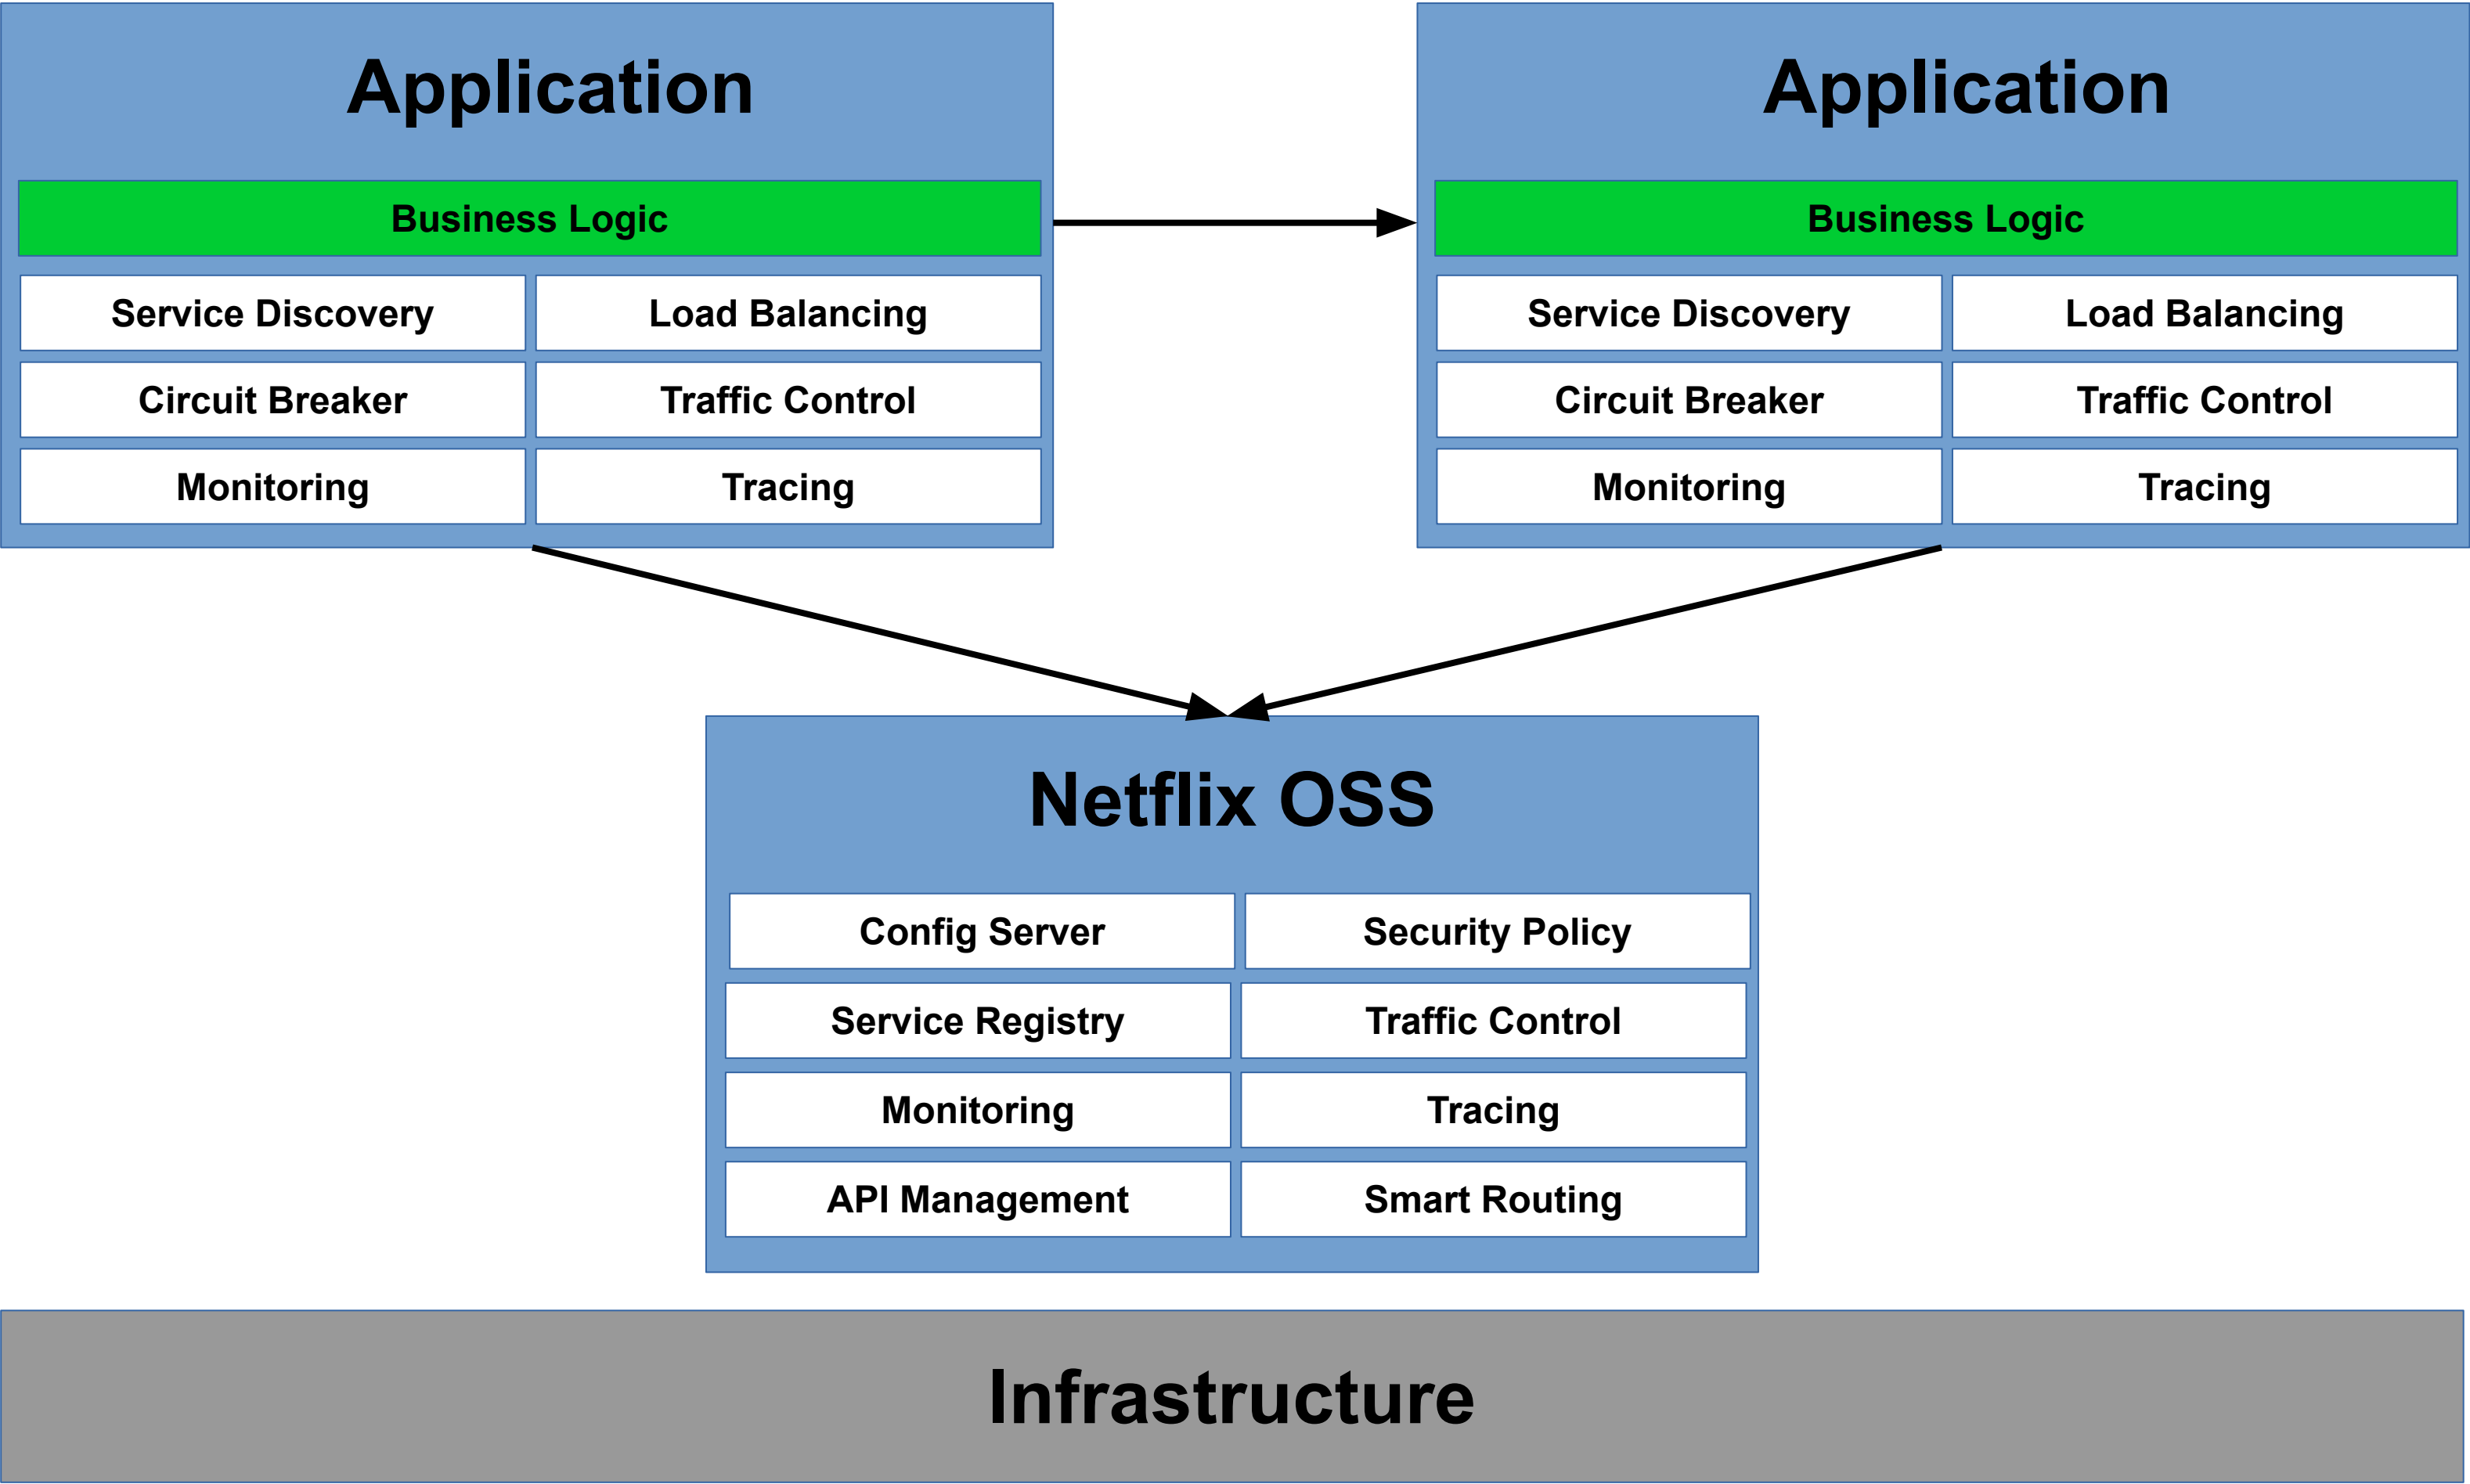 Application
Business Logic
Service Discovery
Load Balancing
Circuit Breaker
Traffic Control
Monitoring
Tracing
Application
Business Logic
Service Discovery
Load Balancing
Circuit Breaker
Traffic Control
Monitoring
Tracing
Netflix OSS
Config Server
Security Policy
Service Registry
Traffic Control
Monitoring
Tracing
API Management
Smart Routing
Infrastructure